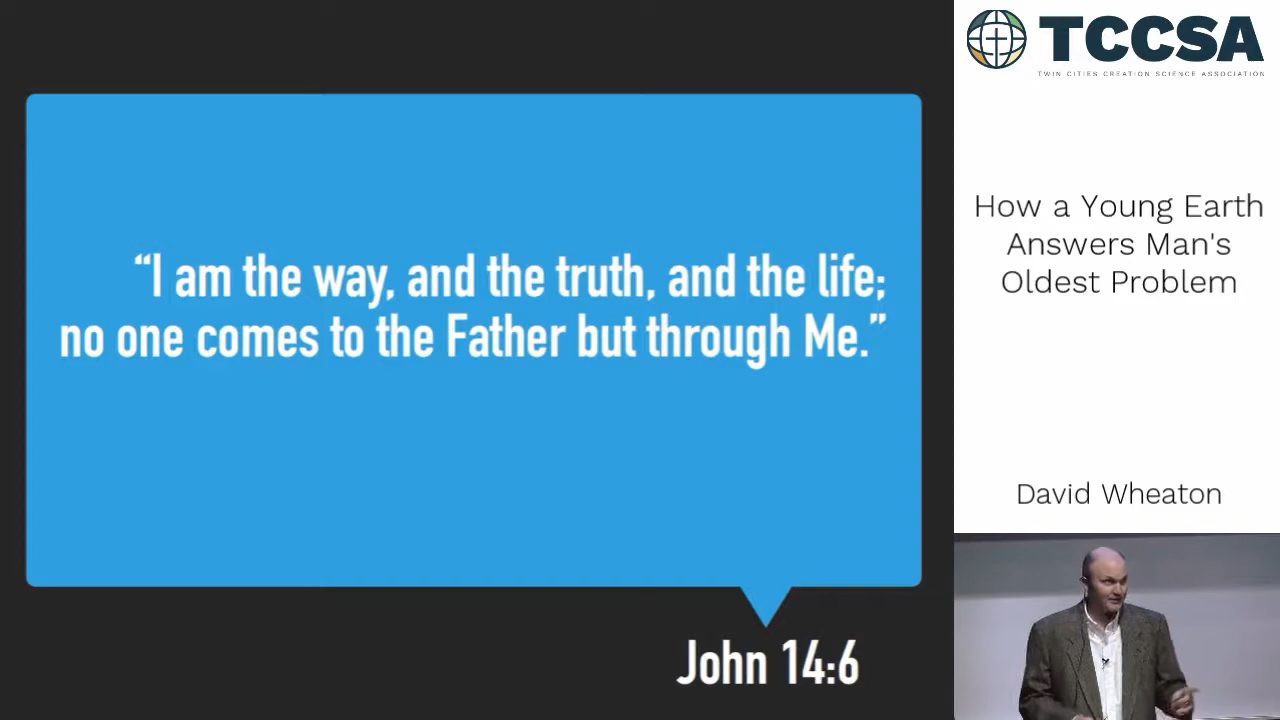 “I am the way, and the truth, and the life;
no one comes to the Father but through Me.”
John 14:6
TCCSA
TWIN CITIES CREATION SCIENCE ASSOCIATION
How a Young Earth
Answers Man's
Oldest Problem
David Wheaton